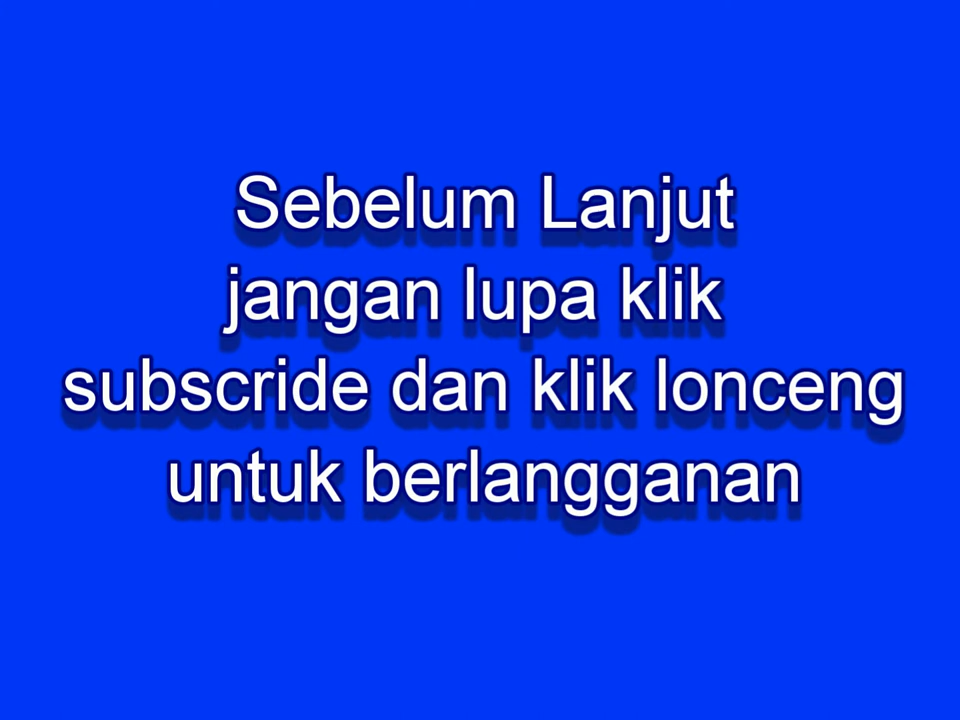 Sebelum Lanjut
jangan lupa klik
subscride dan klik lonceng
untuk berlangganan